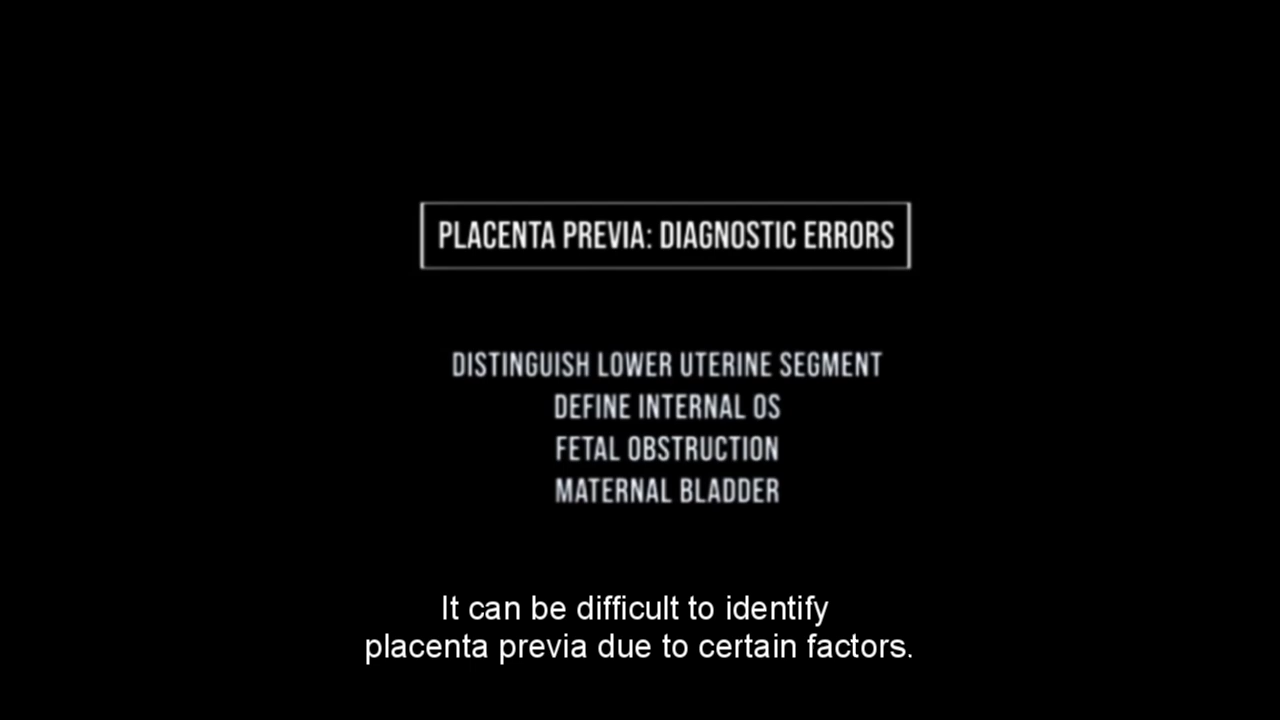 PLACENTA PREVIA: DIAGNOSTIC ERRORS
DISTINGUISH LOWER UTERINE SEGMENT
DEFINE INTERNAL OS
FETAL OBSTRUCTION
MATERNAL BLADDER
It can be difficult to identify
placenta previa due to certain factors.